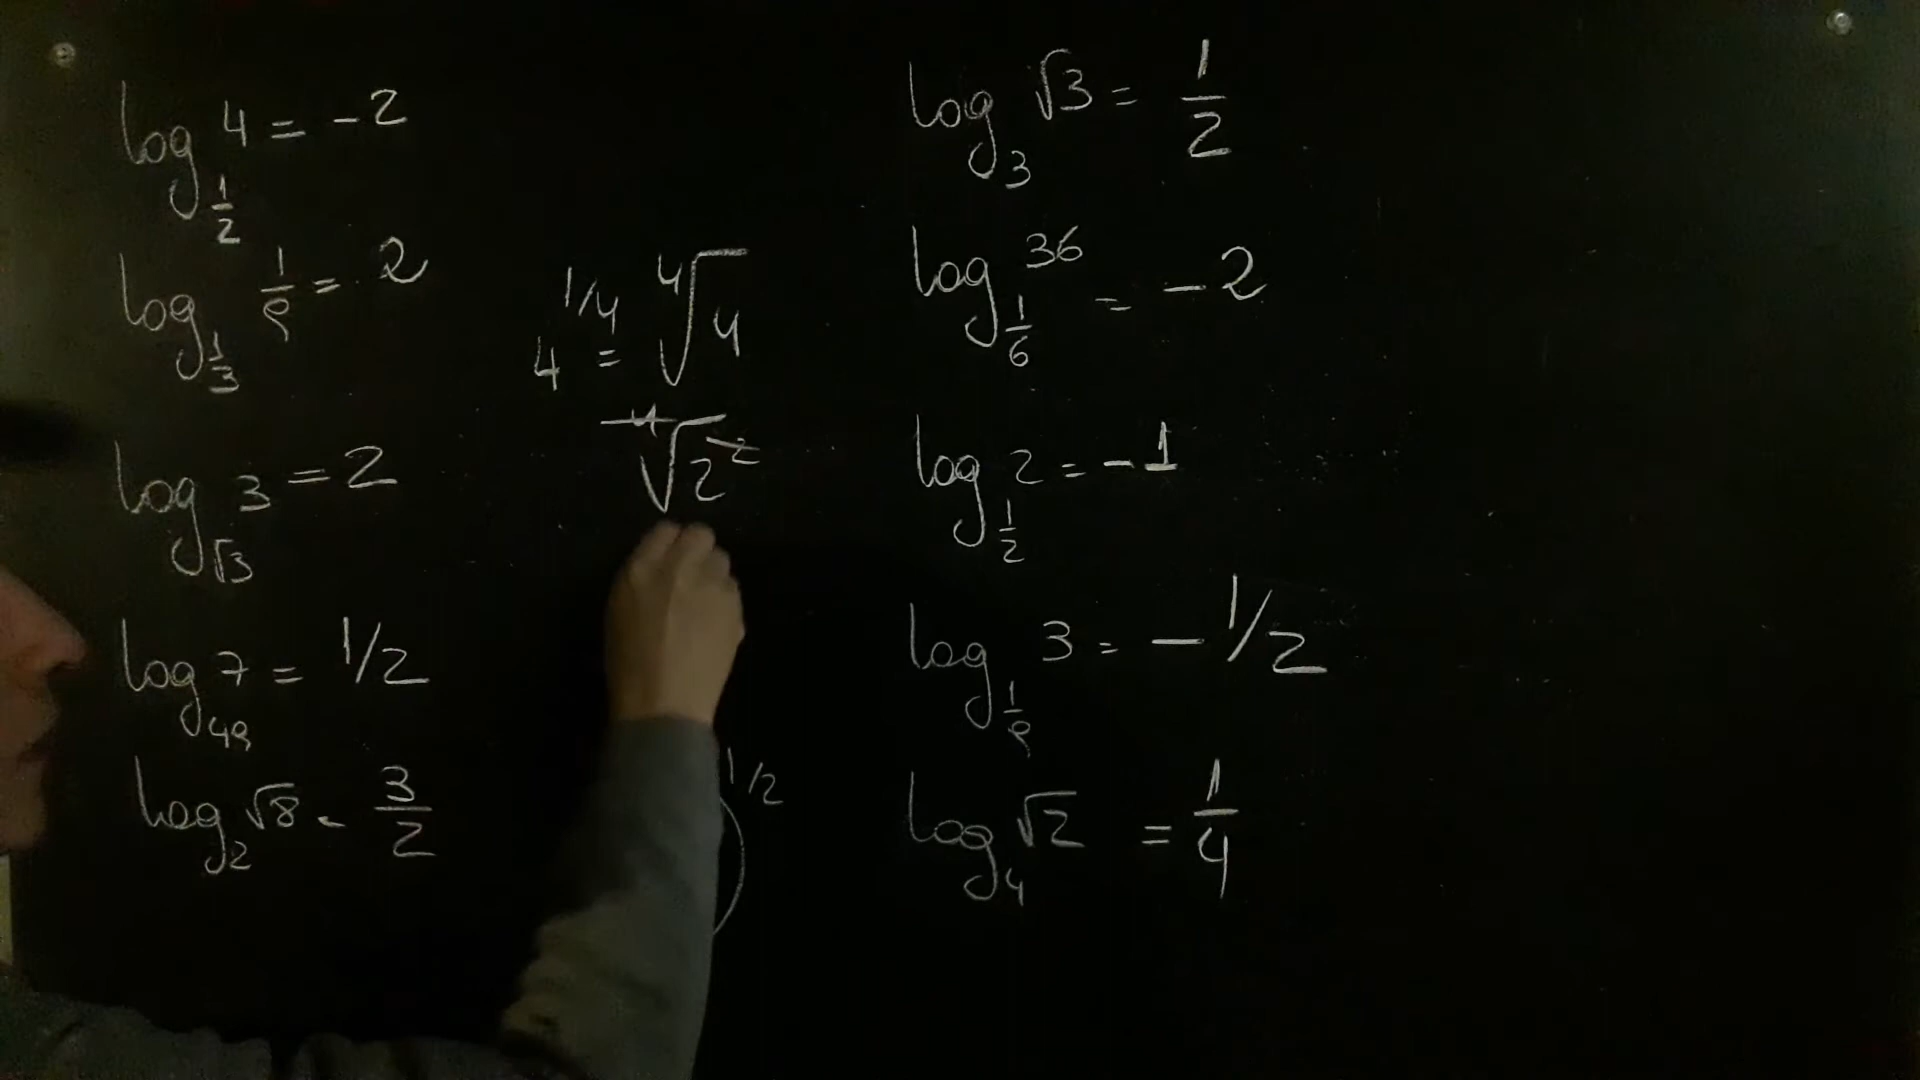 log_{1/2} 4 = -2
log_{1/3} 1/9 = 2
log_{√3} 3 = 2
log_{49} 7 = 1/2
log_2 √8 = 3/2
4^{1/4} = ∜4
∜2²
)^{1/2}
log_3 √3 = 1/2
log_{1/6} 36 = -2
log_{1/2} 2 = -1
log_{1/9} 3 = -1/2
log_4 √2 = 1/4